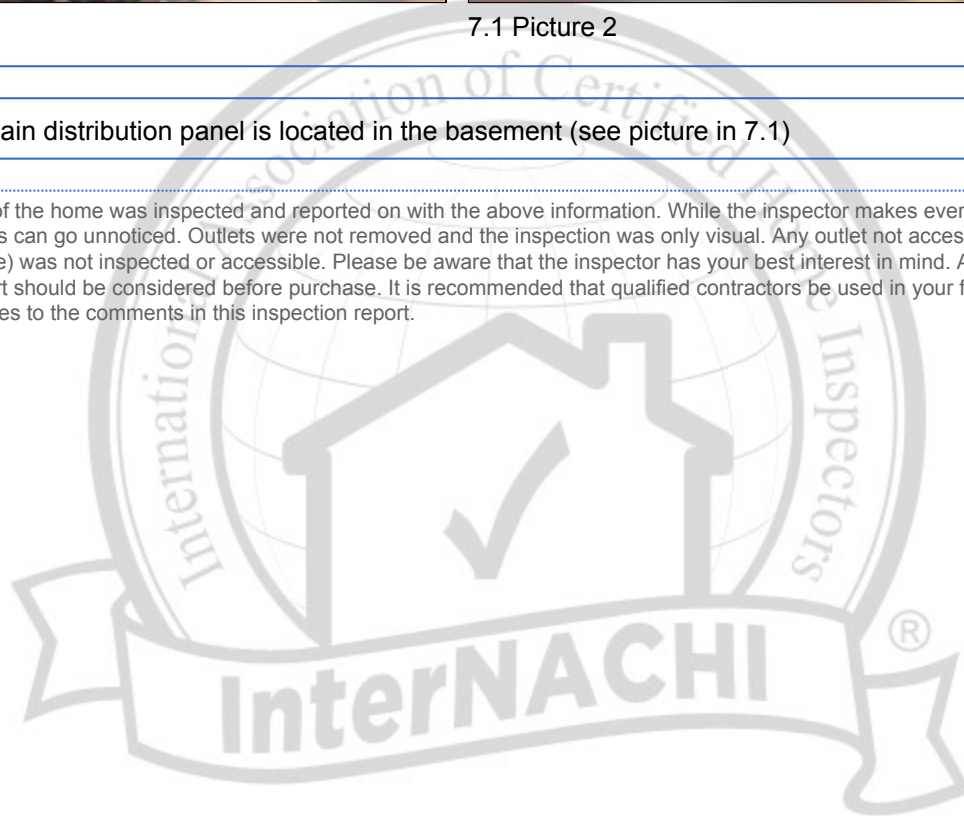 7.1 Picture 2
ain distribution panel is located in the basement (see picture in 7.1)
of the home was inspected and reported on with the above information. While the inspector makes ever
s can go unnoticed. Outlets were not removed and the inspection was only visual. Any outlet not acces
e) was not inspected or accessible. Please be aware that the inspector has your best interest in mind. A
rt should be considered before purchase. It is recommended that qualified contractors be used in your f
es to the comments in this inspection report.
International Association of Certified Home Inspectors
InterNACHI
®